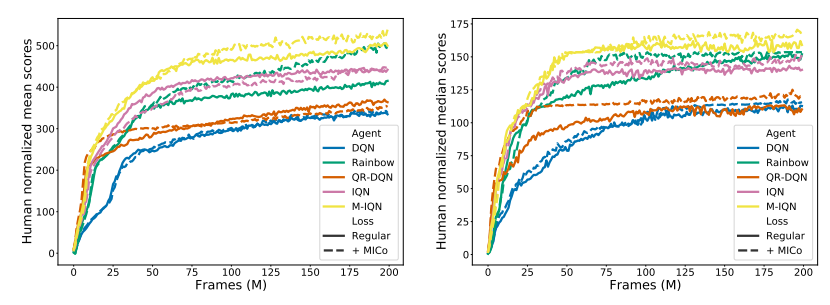 Human normalized mean scores
500
400
300
200
100
0
0 25 50 75 100 125 150 175 200
Frames (M)
Agent
DQN
Rainbow
QR-DQN
IQN
M-IQN
Loss
Regular
+ MICo
Human normalized median scores
175
150
125
100
75
50
25
0
0 25 50 75 100 125 150 175 200
Frames (M)
Agent
DQN
Rainbow
QR-DQN
IQN
M-IQN
Loss
Regular
+ MICo